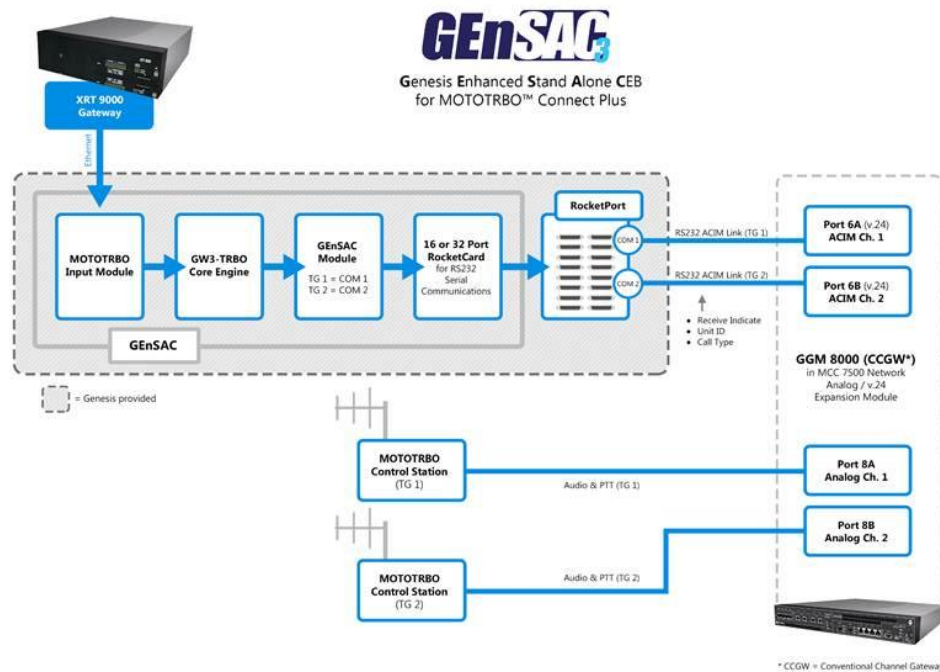 GEnSAC3
Genesis Enhanced Stand Alone CEB
for MOTOTRBO™ Connect Plus
XRT 9000
Gateway
Ethernet
MOTOTRBO
Input Module
GW3-TRBO
Core Engine
GEnSAC
Module
TG 1 = COM 1
TG 2 = COM 2
16 or 32 Port
RocketCard
for RS232
Serial
Communications
GEnSAC
RocketPort
COM 1
COM 2
RS232 ACIM Link (TG 1)
RS232 ACIM Link (TG 2)
• Receive Indicate
• Unit ID
• Call Type
Port 6A (v.24)
ACIM Ch. 1
Port 6B (v.24)
ACIM Ch. 2
GGM 8000 (CCGW*)
in MCC 7500 Network
Analog / v.24
Expansion Module
= Genesis provided
MOTOTRBO
Control Station
(TG 1)
Audio & PTT (TG 1)
Port 8A
Analog Ch. 1
Port 8B
Analog Ch. 2
MOTOTRBO
Control Station
(TG 2)
Audio & PTT (TG 2)
* CCGW = Conventional Channel Gateway